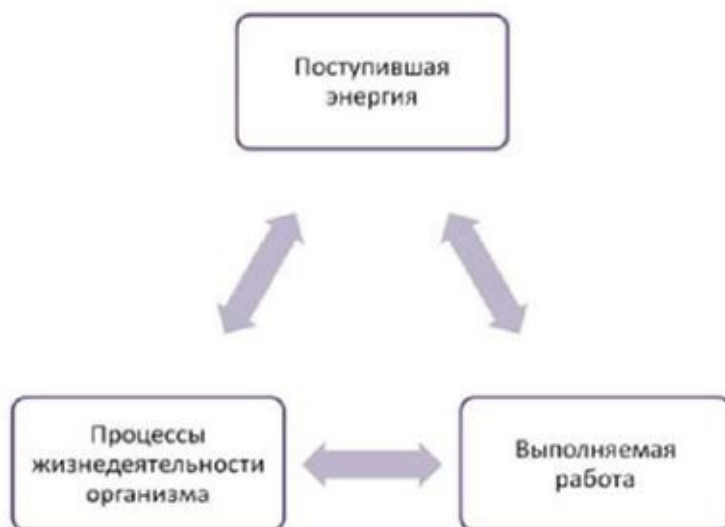 Поступившая
энергия
Процессы
жизнедеятельности
организма
Выполняемая
работа